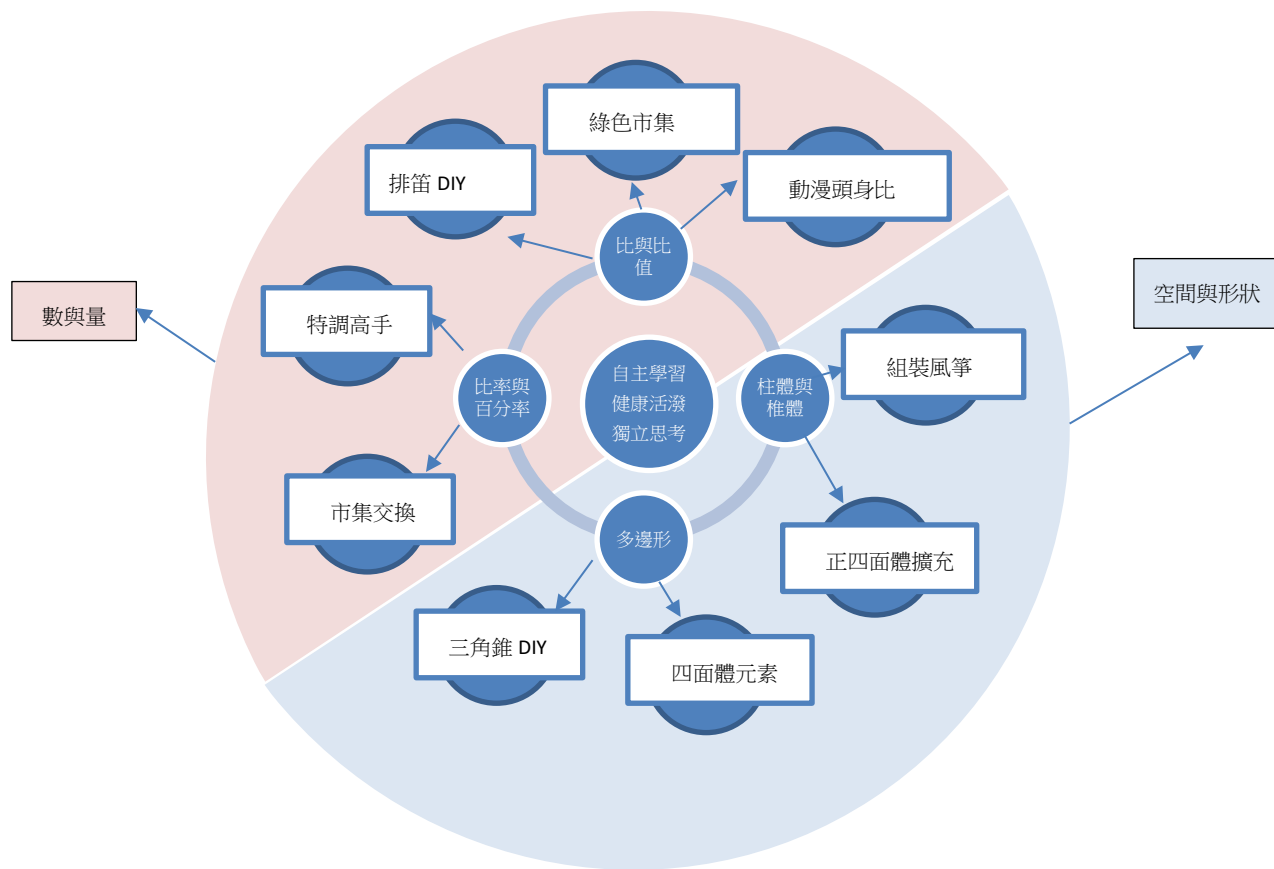 綠色市集
排笛 DIY
動漫頭身比
比與比
值
數與量
特調高手
空間與形狀
組裝風箏
比率與
百分率
自主學習
健康活潑
獨立思考
柱體與
椎體
市集交換
多邊形
正四面體擴充
三角錐 DIY
四面體元素